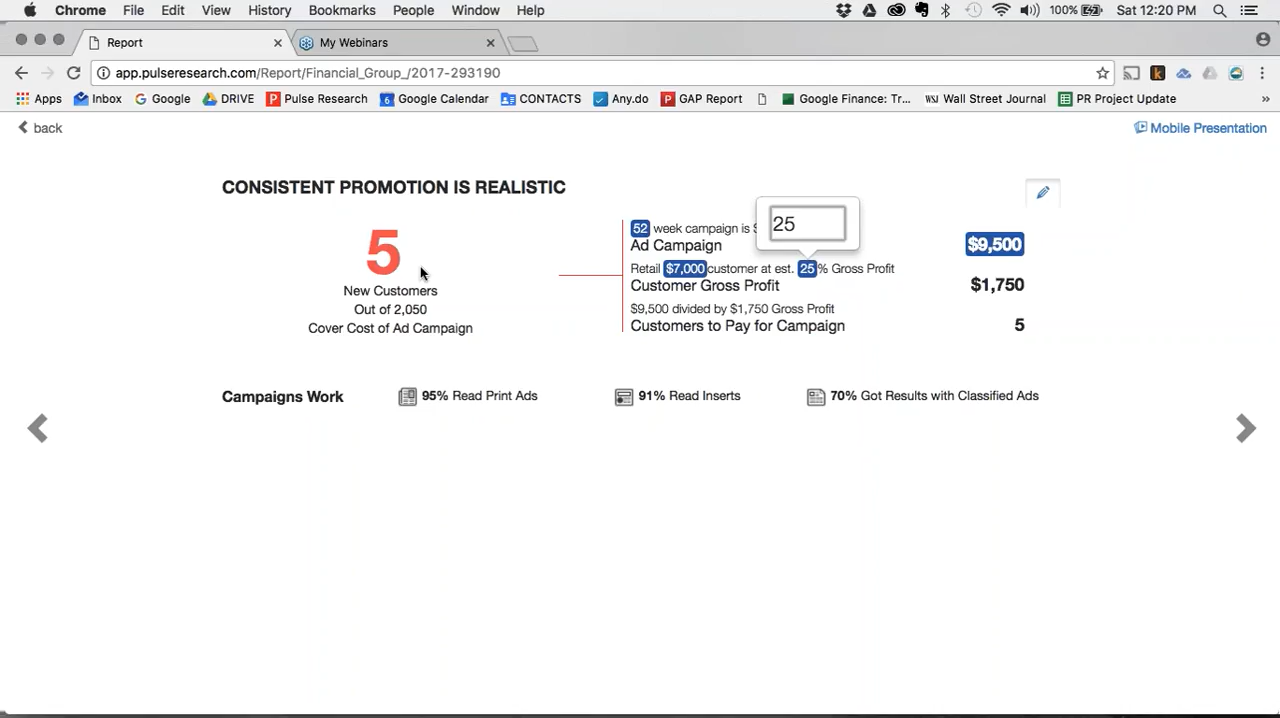 Chrome File Edit View History Bookmarks People Window Help 100% Sat 12:20 PM
Report My Webinars
app.pulseresearch.com/Report/Financial_Group_/2017-293190
Apps Inbox Google DRIVE Pulse Research 6 Google Calendar CONTACTS Any.do GAP Report Google Finance: Tr... WSJ Wall Street Journal PR Project Update »
back Mobile Presentation
CONSISTENT PROMOTION IS REALISTIC
25
5
New Customers
Out of 2,050
Cover Cost of Ad Campaign
52 week campaign is $
Ad Campaign $9,500
Retail $7,000 customer at est. 25 % Gross Profit
Customer Gross Profit $1,750
$9,500 divided by $1,750 Gross Profit
Customers to Pay for Campaign 5
Campaigns Work 95% Read Print Ads 91% Read Inserts 70% Got Results with Classified Ads